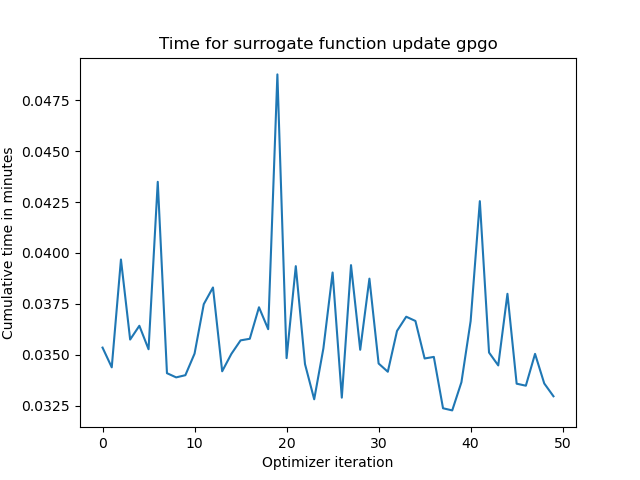 Time for surrogate function update gpgo
Cumulative time in minutes
0.0475
0.0450
0.0425
0.0400
0.0375
0.0350
0.0325
0 10 20 30 40 50
Optimizer iteration